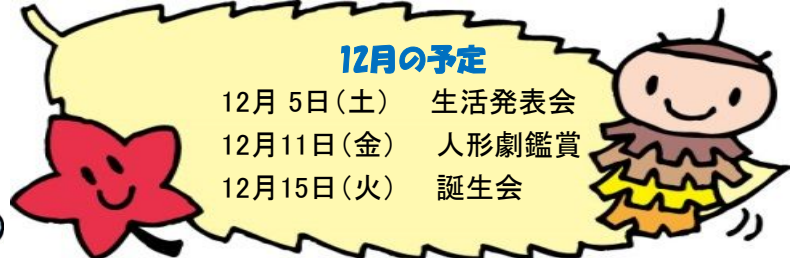 12月の予定
12月 5日（土）　生活発表会
12月11日（金）　人形劇鑑賞
12月15日（火）　誕生会